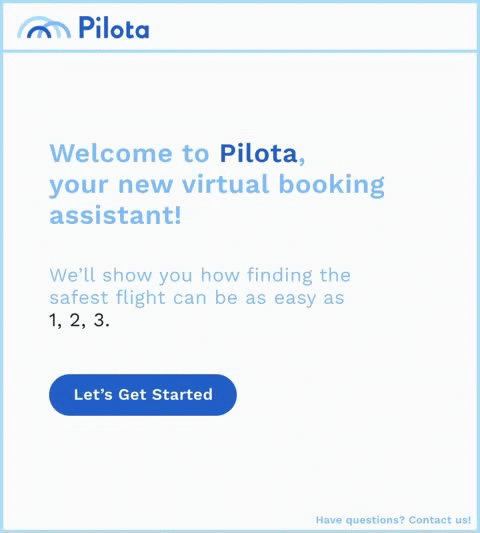 Pilota
Welcome to Pilota,
your new virtual booking
assistant!
We’ll show you how finding the
safest flight can be as easy as
1, 2, 3.
Let’s Get Started
Have questions? Contact us!